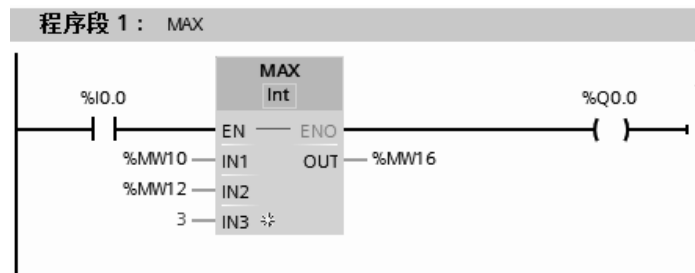 程序段 1： MAX
MAX
Int
%I0.0
%Q0.0
EN
ENO
%MW10
IN1
OUT
%MW16
%MW12
IN2
3
IN3